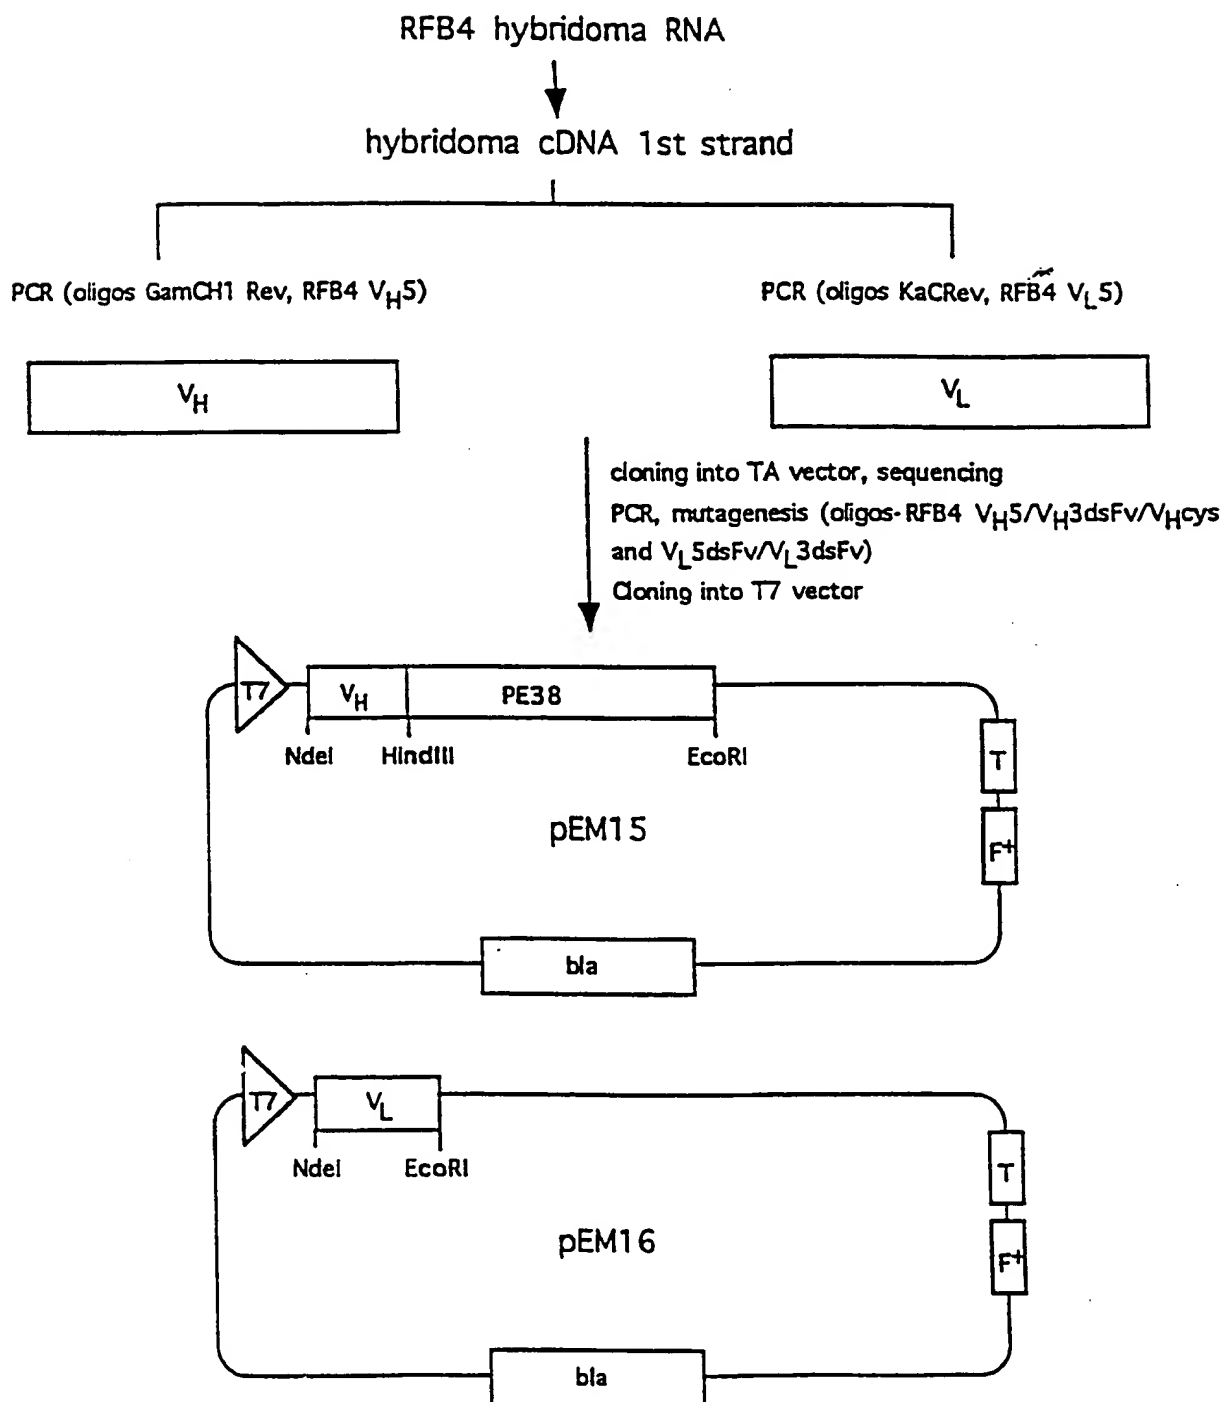 RFB4 hybridoma RNA
hybridoma cDNA 1st strand
PCR (oligos GamCH1 Rev, RFB4 VH5)
PCR (oligos KaCRev, RFB4 VL5)
VH
VL
cloning into TA vector, sequencing
PCR, mutagenesis (oligos-RFB4 VH5/VH3dsFv/VHcys
and VL5dsFv/VL3dsFv)
Cloning into T7 vector
T7
VH
PE38
NdeI
HindIII
EcoRI
T
pEM15
F+
bla
T7
VL
NdeI
EcoRI
T
pEM16
F+
bla